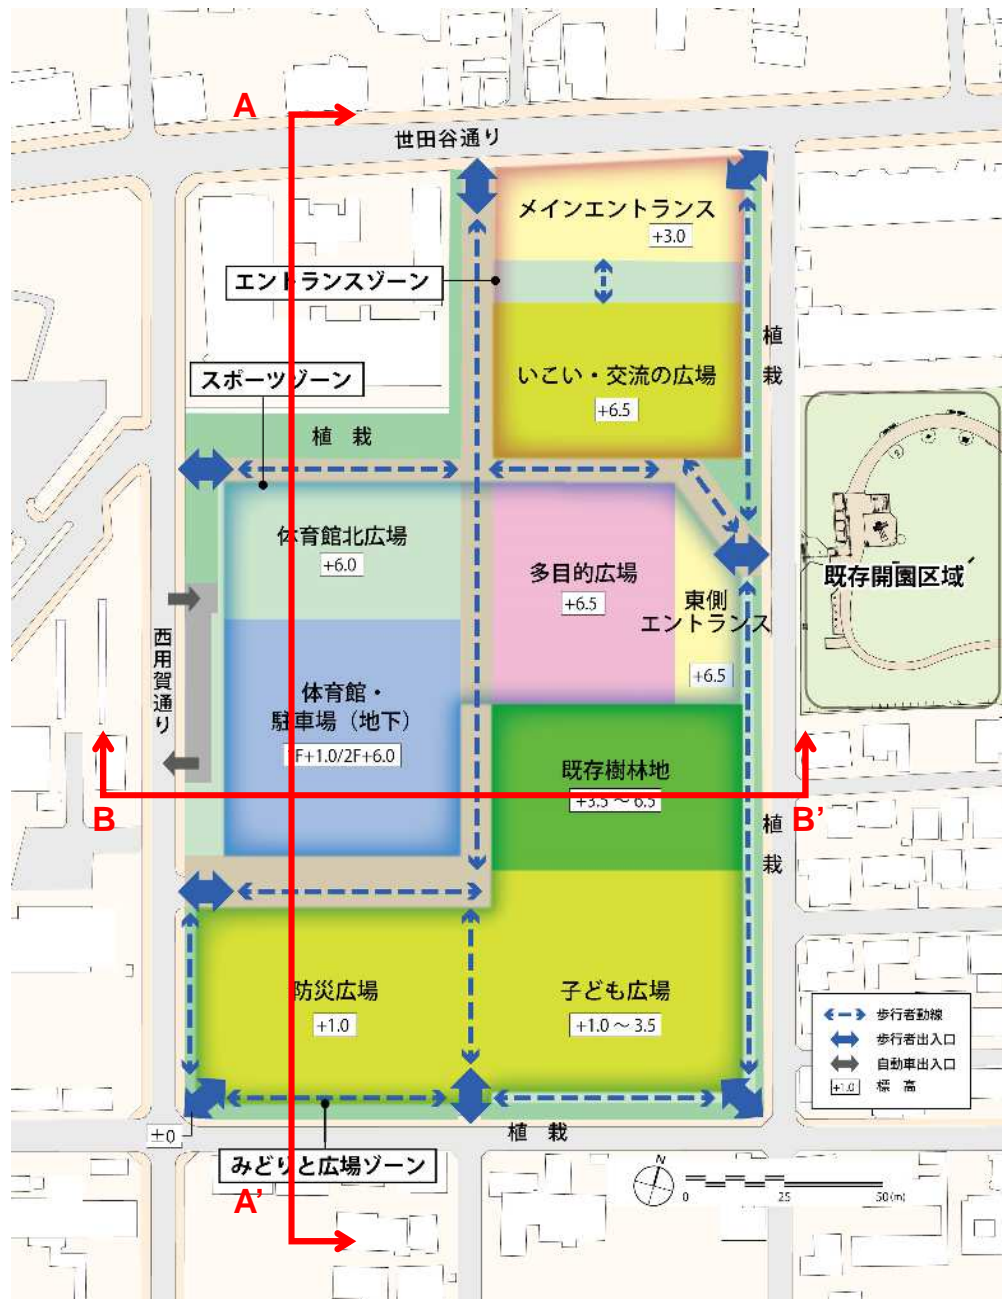 A
世田谷通り
メインエントランス
+3.0
エントランスゾーン
植
栽
いこい・交流の広場
+6.5
スポーツゾーン
植 栽
体育館北広場
+6.0
多目的広場
+6.5
東側
エントランス
+6.5
既存開園区域
西用賀通り
体育館・
駐車場（地下）
F+1.0/2F+6.0
既存樹林地
+3.5～6.5
B
B'
植
栽
防災広場
+1.0
子ども広場
+1.0～3.5
歩行者動線
歩行者出入口
自動車出入口
+1.0 標 高
±0
植 栽
みどりと広場ゾーン
A'
N
0 25 50(m)